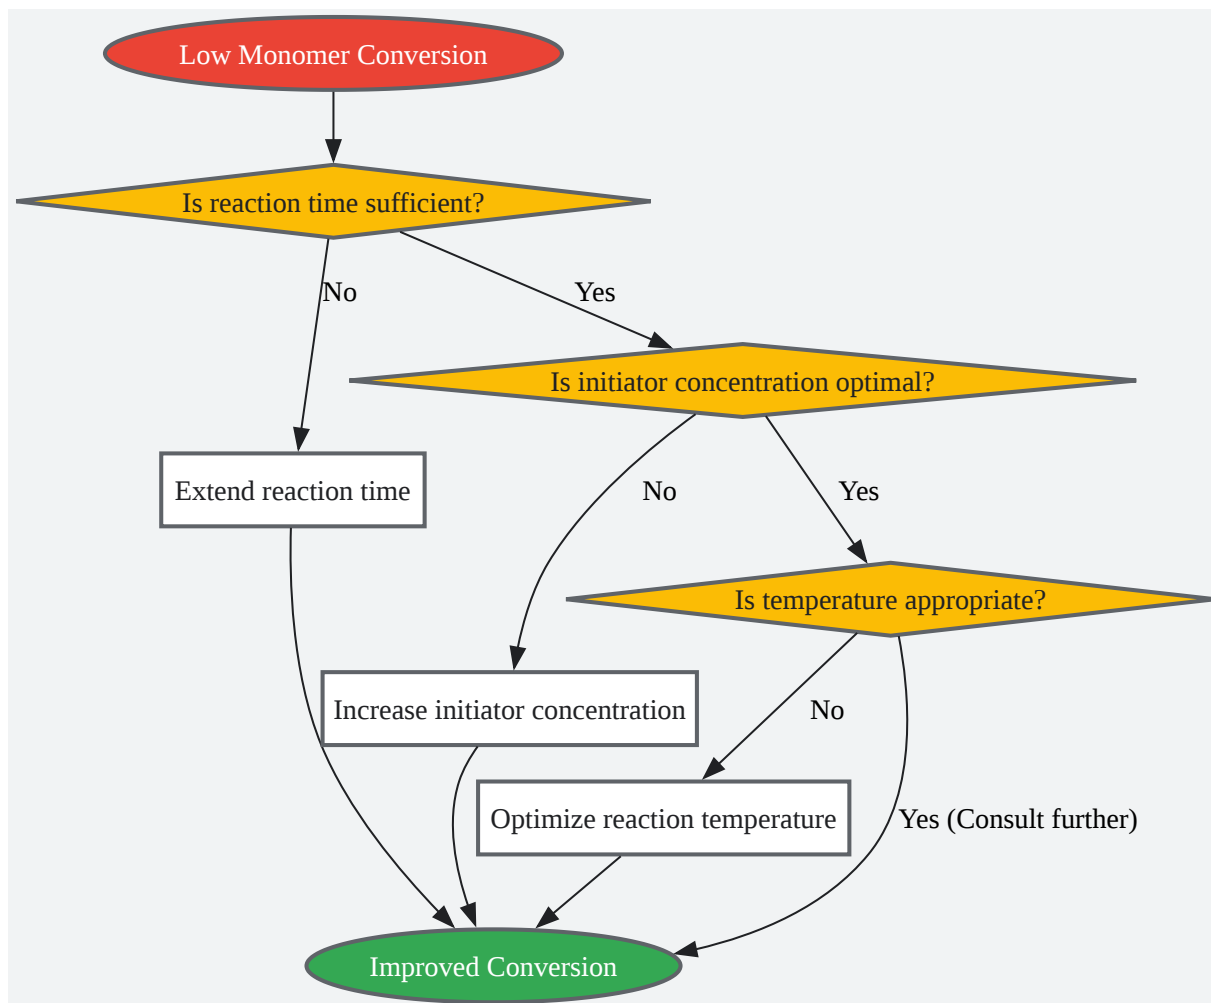 Low Monomer Conversion
Is reaction time sufficient?
No
Yes
Is initiator concentration optimal?
Extend reaction time
No
Yes
Is temperature appropriate?
Increase initiator concentration
No
Optimize reaction temperature
Yes (Consult further)
Improved Conversion